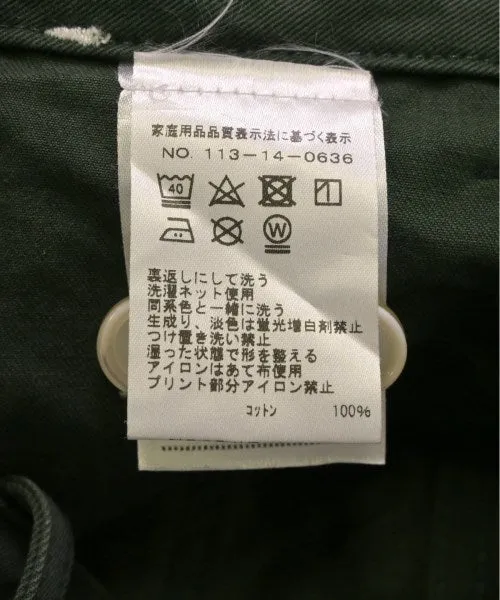 家庭用品品質表示法に基づく表示
NO. 113-14-0636
40
W
裏返しにして洗う
洗濯ネット使用
同系色と一緒に洗う
生成り、淡色は蛍光増白剤禁止
つけ置き洗い禁止
湿った状態で形を整える
アイロンはあて布使用
プリント部分アイロン禁止
コットン 100%